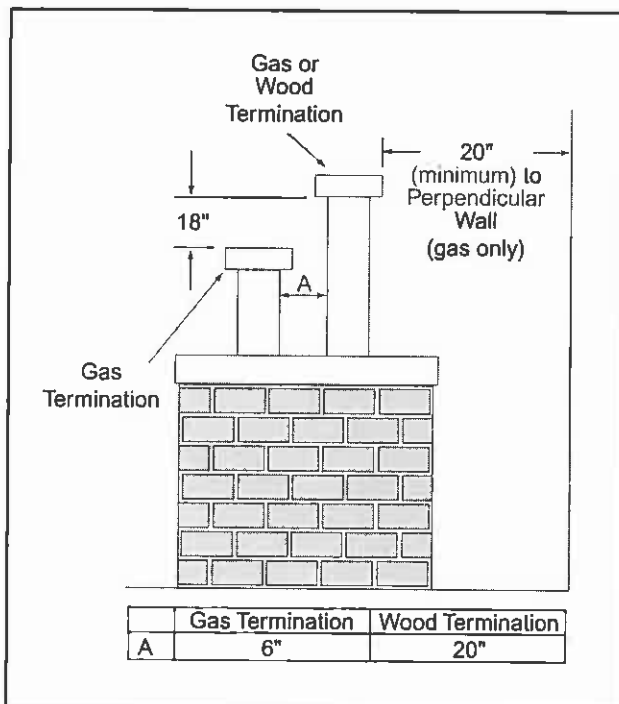 Gas or
Wood
Termination
20"
(minimum) to
Perpendicular
Wall
(gas only)
18"
A
Gas
Termination
Gas Termination Wood Termination
A 6" 20"